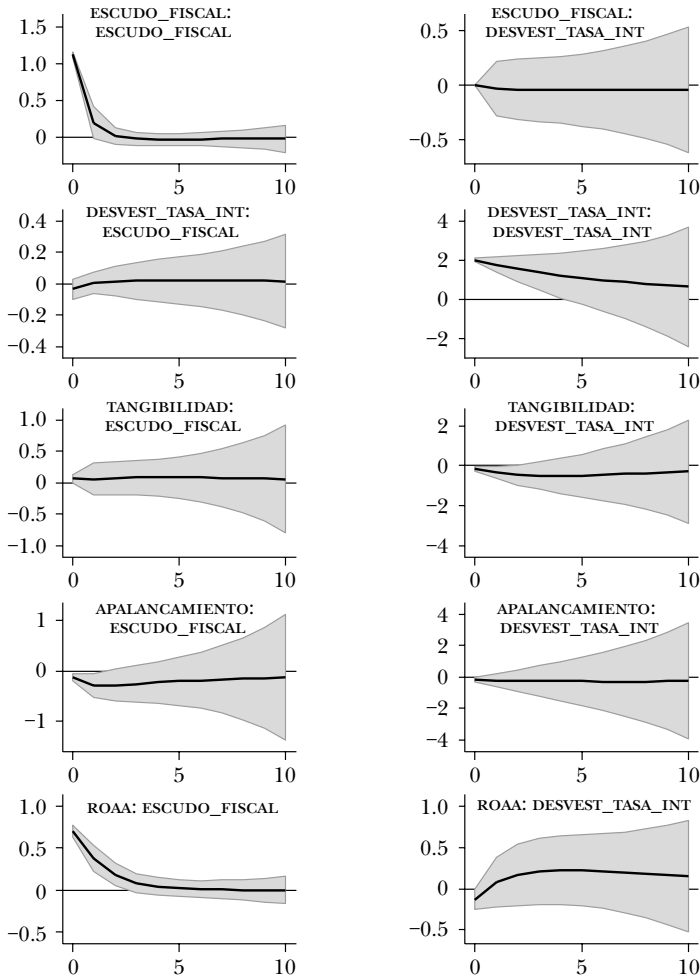 ESCUDO_FISCAL:
ESCUDO_FISCAL
1.5
1.0
0.5
0
0 5 10
ESCUDO_FISCAL:
DESVEST_TASA_INT
0.5
0
−0.5
0 5 10
DESVEST_TASA_INT:
ESCUDO_FISCAL
0.4
0.2
0
−0.2
−0.4
0 5 10
DESVEST_TASA_INT:
DESVEST_TASA_INT
4
2
0
−2
0 5 10
TANGIBILIDAD:
ESCUDO_FISCAL
1.0
0.5
0
−0.5
−1.0
0 5 10
TANGIBILIDAD:
DESVEST_TASA_INT
2
0
−2
−4
0 5 10
APALANCAMIENTO:
ESCUDO_FISCAL
1
0
−1
0 5 10
APALANCAMIENTO:
DESVEST_TASA_INT
4
2
0
−2
−4
0 5 10
ROAA: ESCUDO_FISCAL
1.0
0.5
0
−0.5
0 5 10
ROAA: DESVEST_TASA_INT
1.0
0.5
0
−0.5
0 5 10